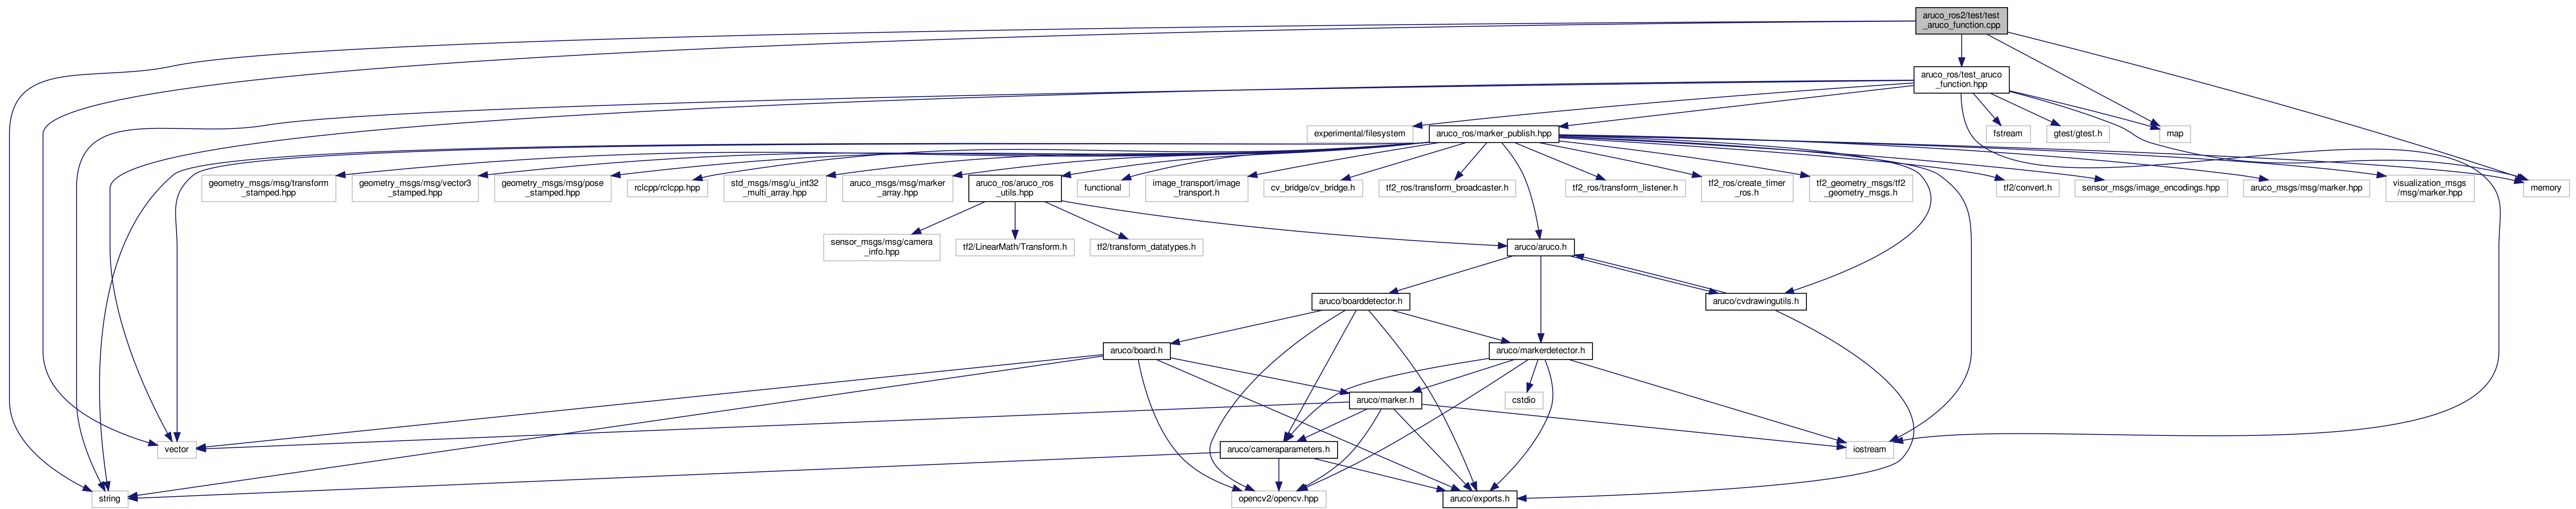 aruco_ros2/test/test
_aruco_function.cpp
aruco_ros/test_aruco
_function.hpp
experimental/filesystem
aruco_ros/marker_publish.hpp
fstream
gtest/gtest.h
map
geometry_msgs/msg/transform
_stamped.hpp
geometry_msgs/msg/vector3
_stamped.hpp
geometry_msgs/msg/pose
_stamped.hpp
rclcpp/rclcpp.hpp
std_msgs/msg/u_int32
_multi_array.hpp
aruco_msgs/msg/marker
_array.hpp
aruco_ros/aruco_ros
_utils.hpp
functional
image_transport/image
_transport.h
cv_bridge/cv_bridge.h
tf2_ros/transform_broadcaster.h
tf2_ros/transform_listener.h
tf2_ros/create_timer
_ros.h
tf2_geometry_msgs/tf2
_geometry_msgs.h
tf2/convert.h
sensor_msgs/image_encodings.hpp
aruco_msgs/msg/marker.hpp
visualization_msgs
/msg/marker.hpp
memory
sensor_msgs/msg/camera
_info.hpp
tf2/LinearMath/Transform.h
tf2/transform_datatypes.h
aruco/aruco.h
aruco/boarddetector.h
aruco/cvdrawingutils.h
aruco/board.h
aruco/markerdetector.h
aruco/marker.h
cstdio
vector
aruco/cameraparameters.h
iostream
string
opencv2/opencv.hpp
aruco/exports.h